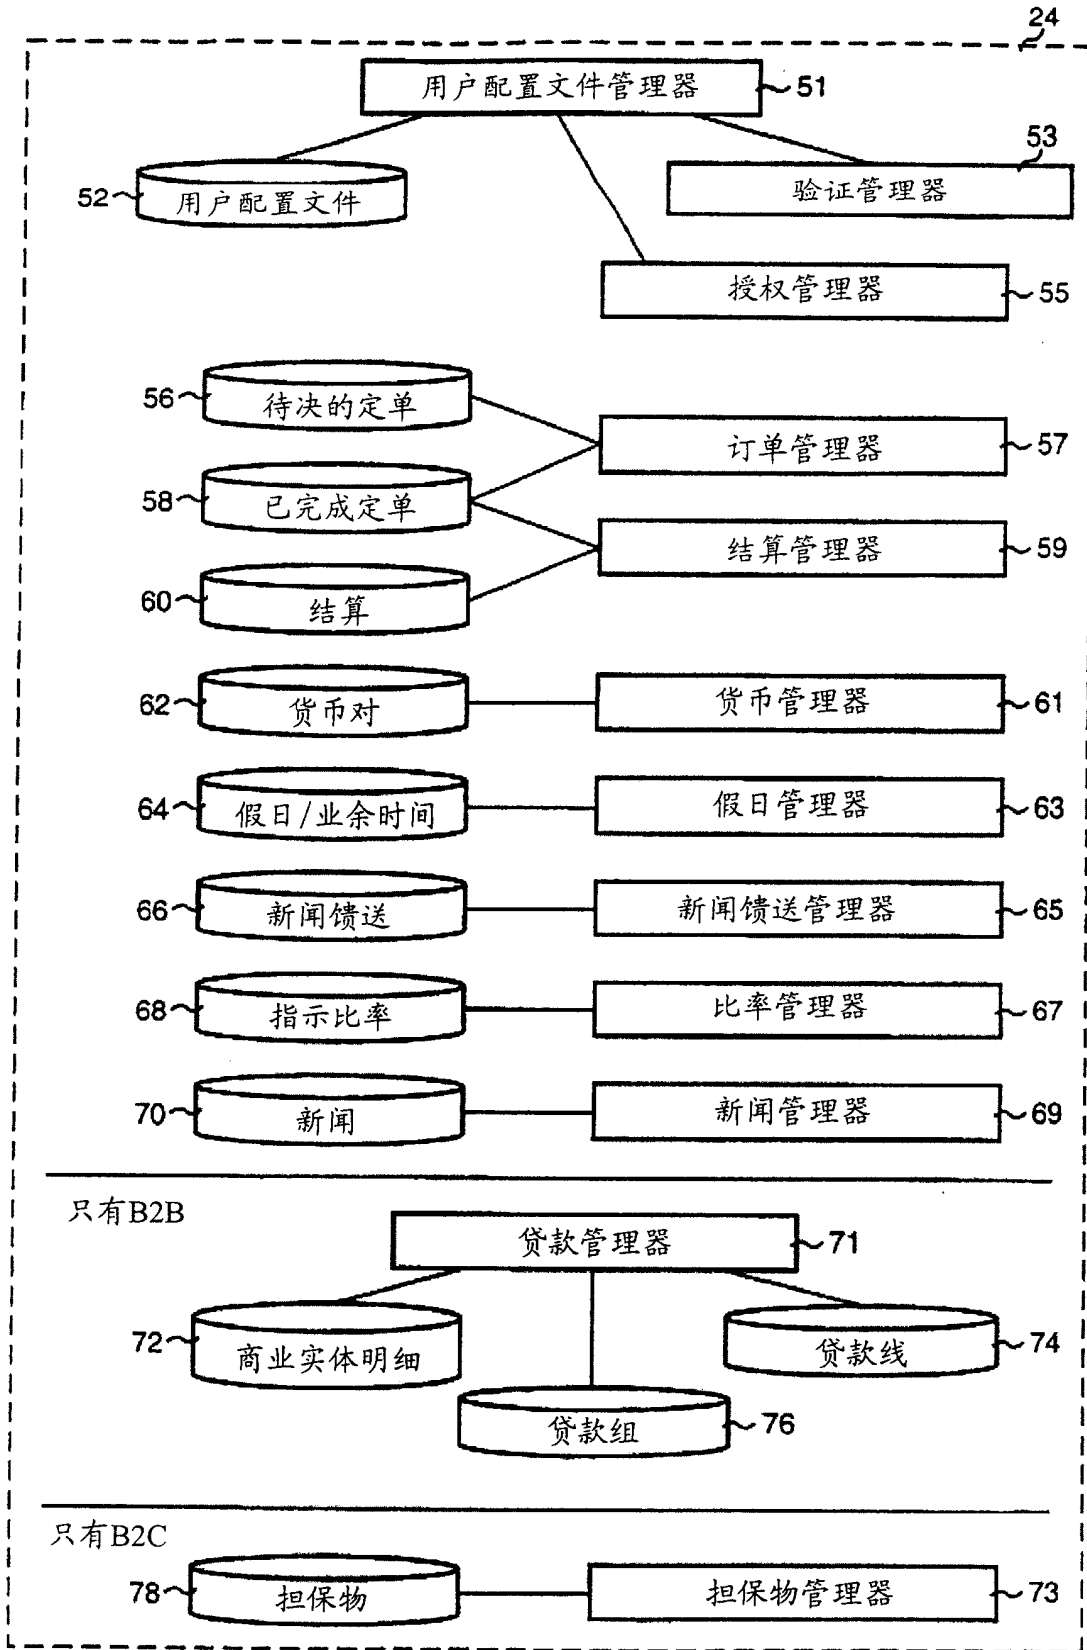 24
用户配置文件管理器 51
53
52 用户配置文件
验证管理器
授权管理器 55
56 待决的定单
订单管理器 57
58 已完成定单
结算管理器 59
60 结算
62 货币对
货币管理器 61
64 假日/业余时间
假日管理器 63
66 新闻馈送
新闻馈送管理器 65
68 指示比率
比率管理器 67
70 新闻
新闻管理器 69
只有B2B
贷款管理器 71
72 商业实体明细
贷款线 74
贷款组 76
只有B2C
78 担保物
担保物管理器 73